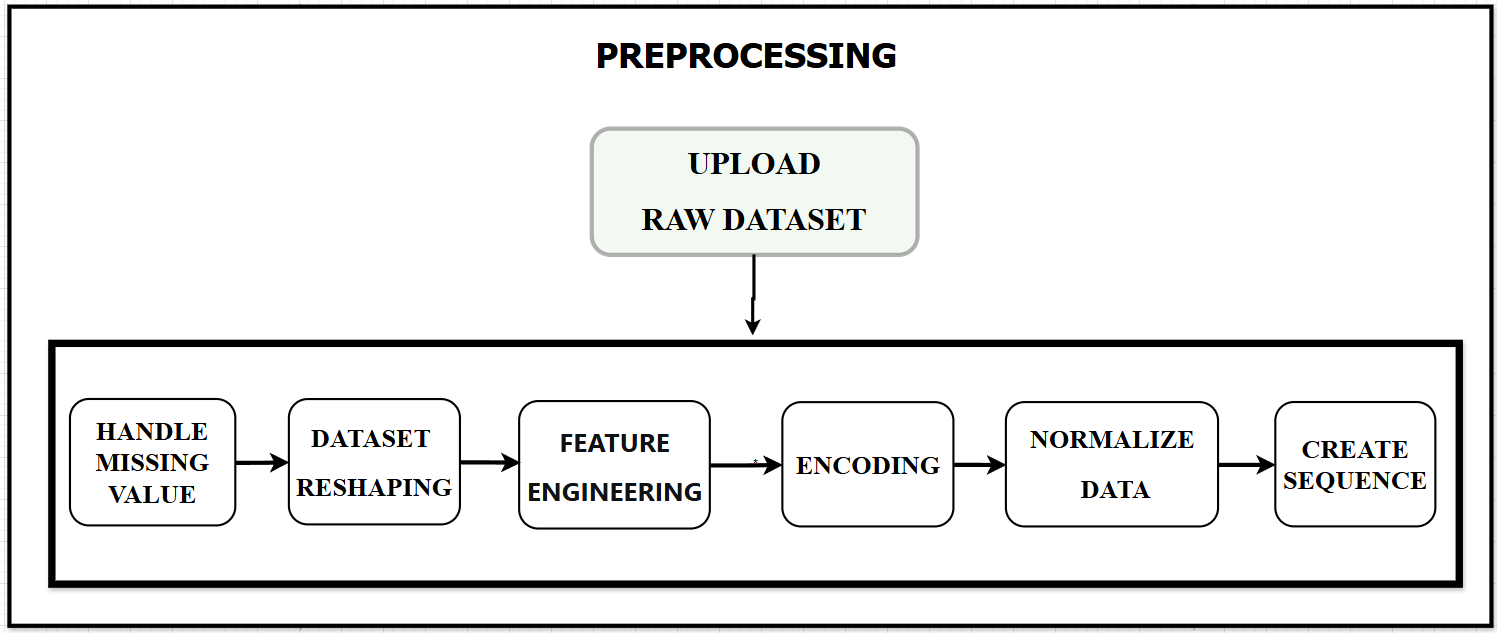 PREPROCESSING
UPLOAD
RAW DATASET
HANDLE
MISSING
VALUE
DATASET
RESHAPING
FEATURE
ENGINEERING
*
ENCODING
NORMALIZE
DATA
CREATE
SEQUENCE